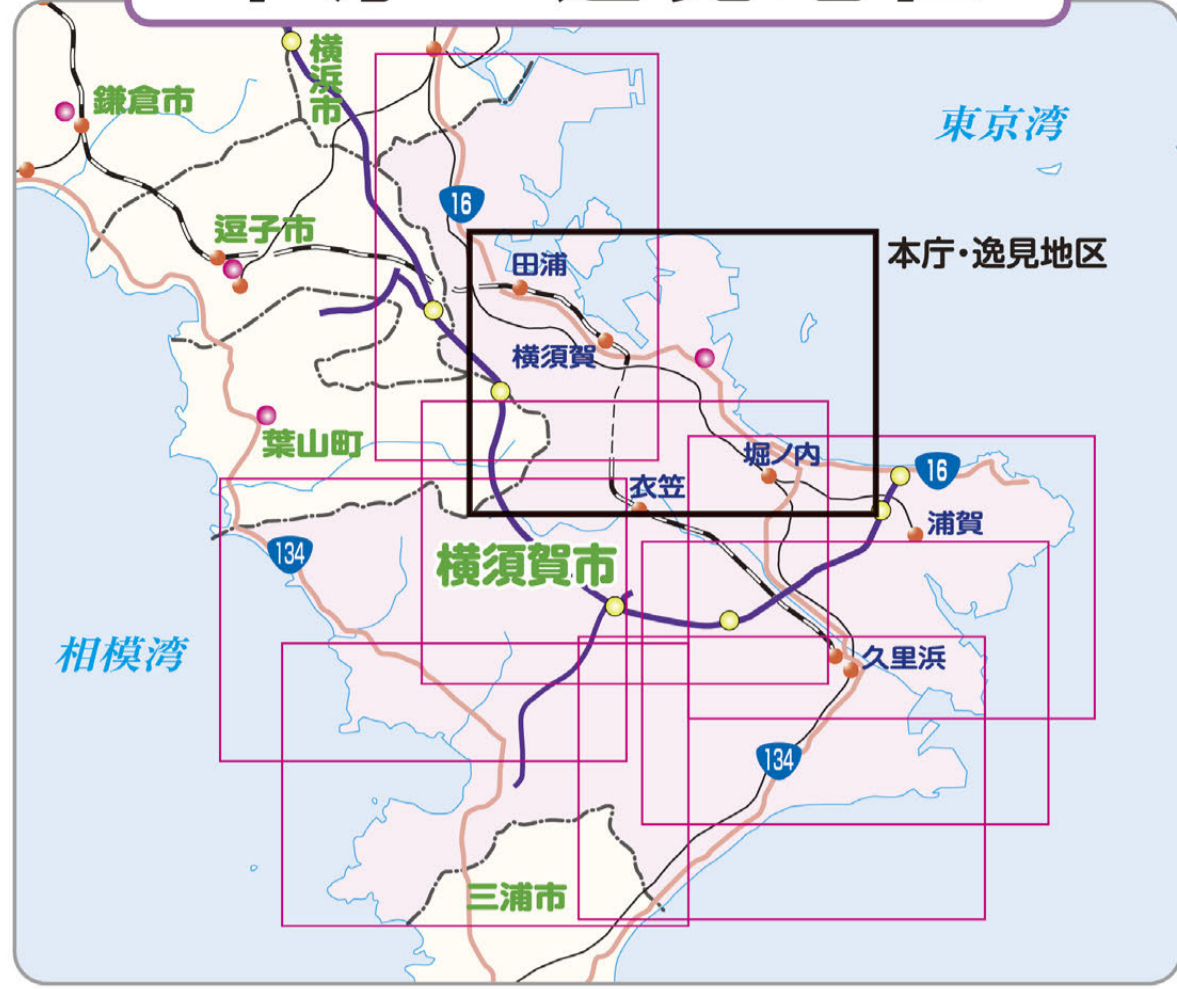 横浜市
鎌倉市
東京湾
16
逗子市
本庁・逸見地区
田浦
横須賀
葉山町
堀ノ内
16
衣笠
浦賀
134
横須賀市
相模湾
久里浜
134
三浦市